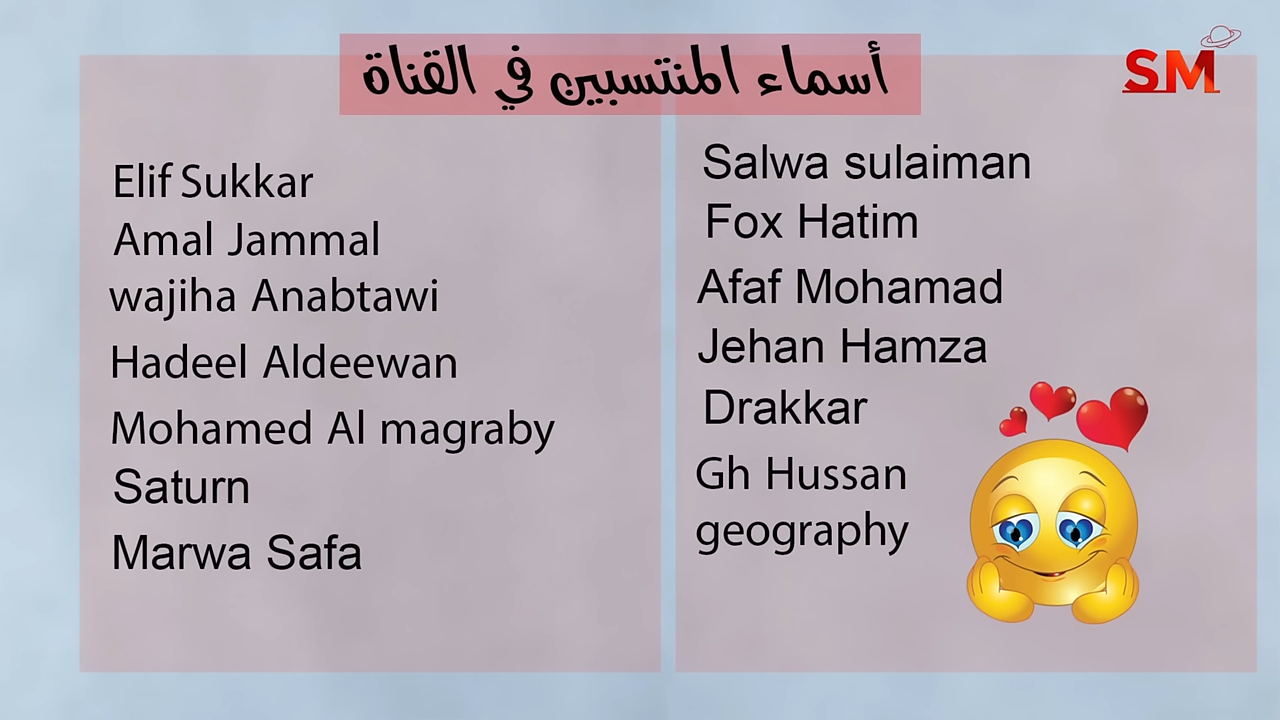 أسماء المنتسبين في القناة
SM
Elif Sukkar
Amal Jammal
wajiha Anabtawi
Hadeel Aldeewan
Mohamed Al magraby
Saturn
Marwa Safa
Salwa sulaiman
Fox Hatim
Afaf Mohamad
Jehan Hamza
Drakkar
Gh Hussan
geography